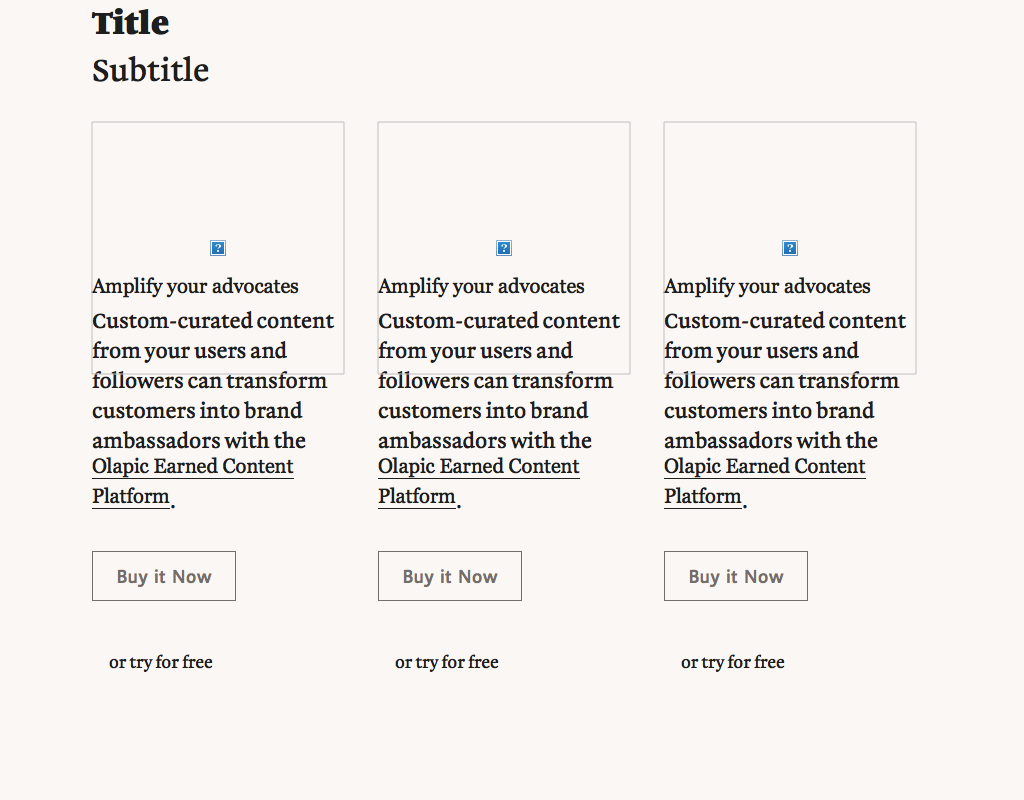 Title
Subtitle
Amplify your advocates
Custom-curated content
from your users and
followers can transform
customers into brand
ambassadors with the
Olapic Earned Content
Platform.
Buy it Now
or try for free
Amplify your advocates
Custom-curated content
from your users and
followers can transform
customers into brand
ambassadors with the
Olapic Earned Content
Platform.
Buy it Now
or try for free
Amplify your advocates
Custom-curated content
from your users and
followers can transform
customers into brand
ambassadors with the
Olapic Earned Content
Platform.
Buy it Now
or try for free